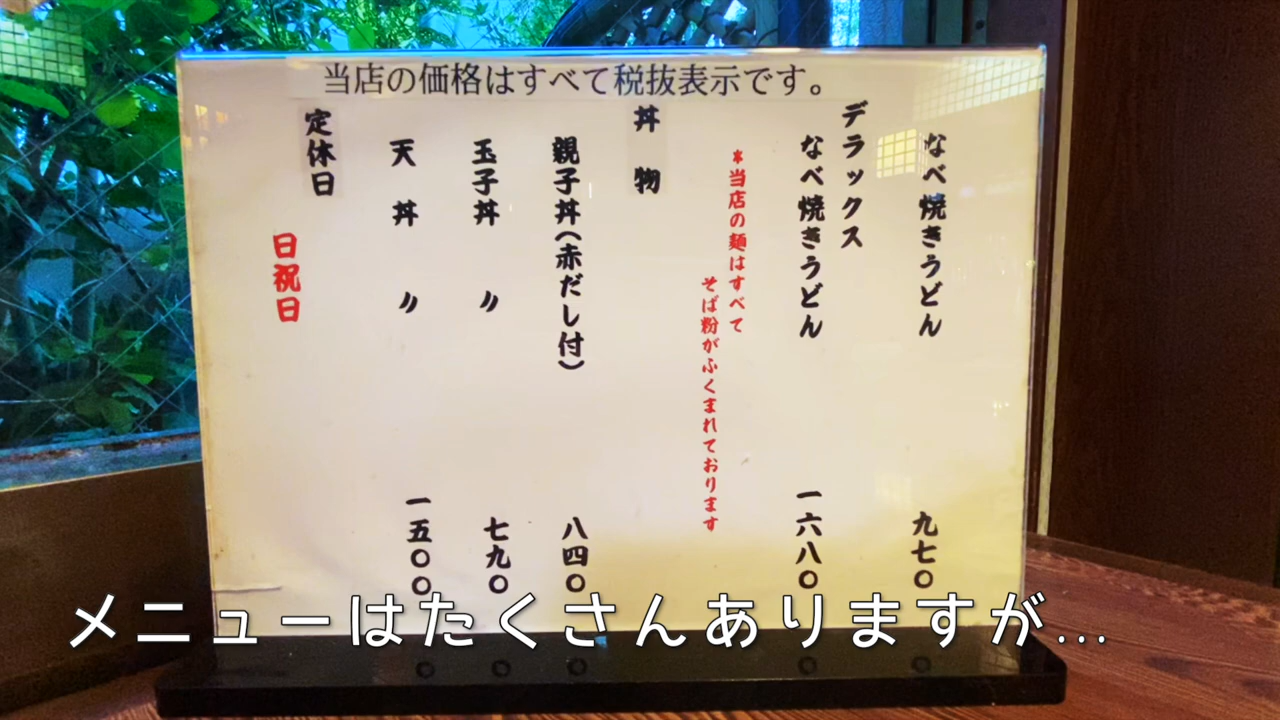 当店の価格はすべて税抜表示です。
なべ焼きうどん 九七〇
デラックス
なべ焼きうどん 一六八〇
*当店の麺はすべて
そば粉がふくまれております
丼物
親子丼(赤だし付) 八四〇
玉子丼 〃 七九〇
天丼 〃 一五〇〇
定休日
日祝日
メニューはたくさんありますが...